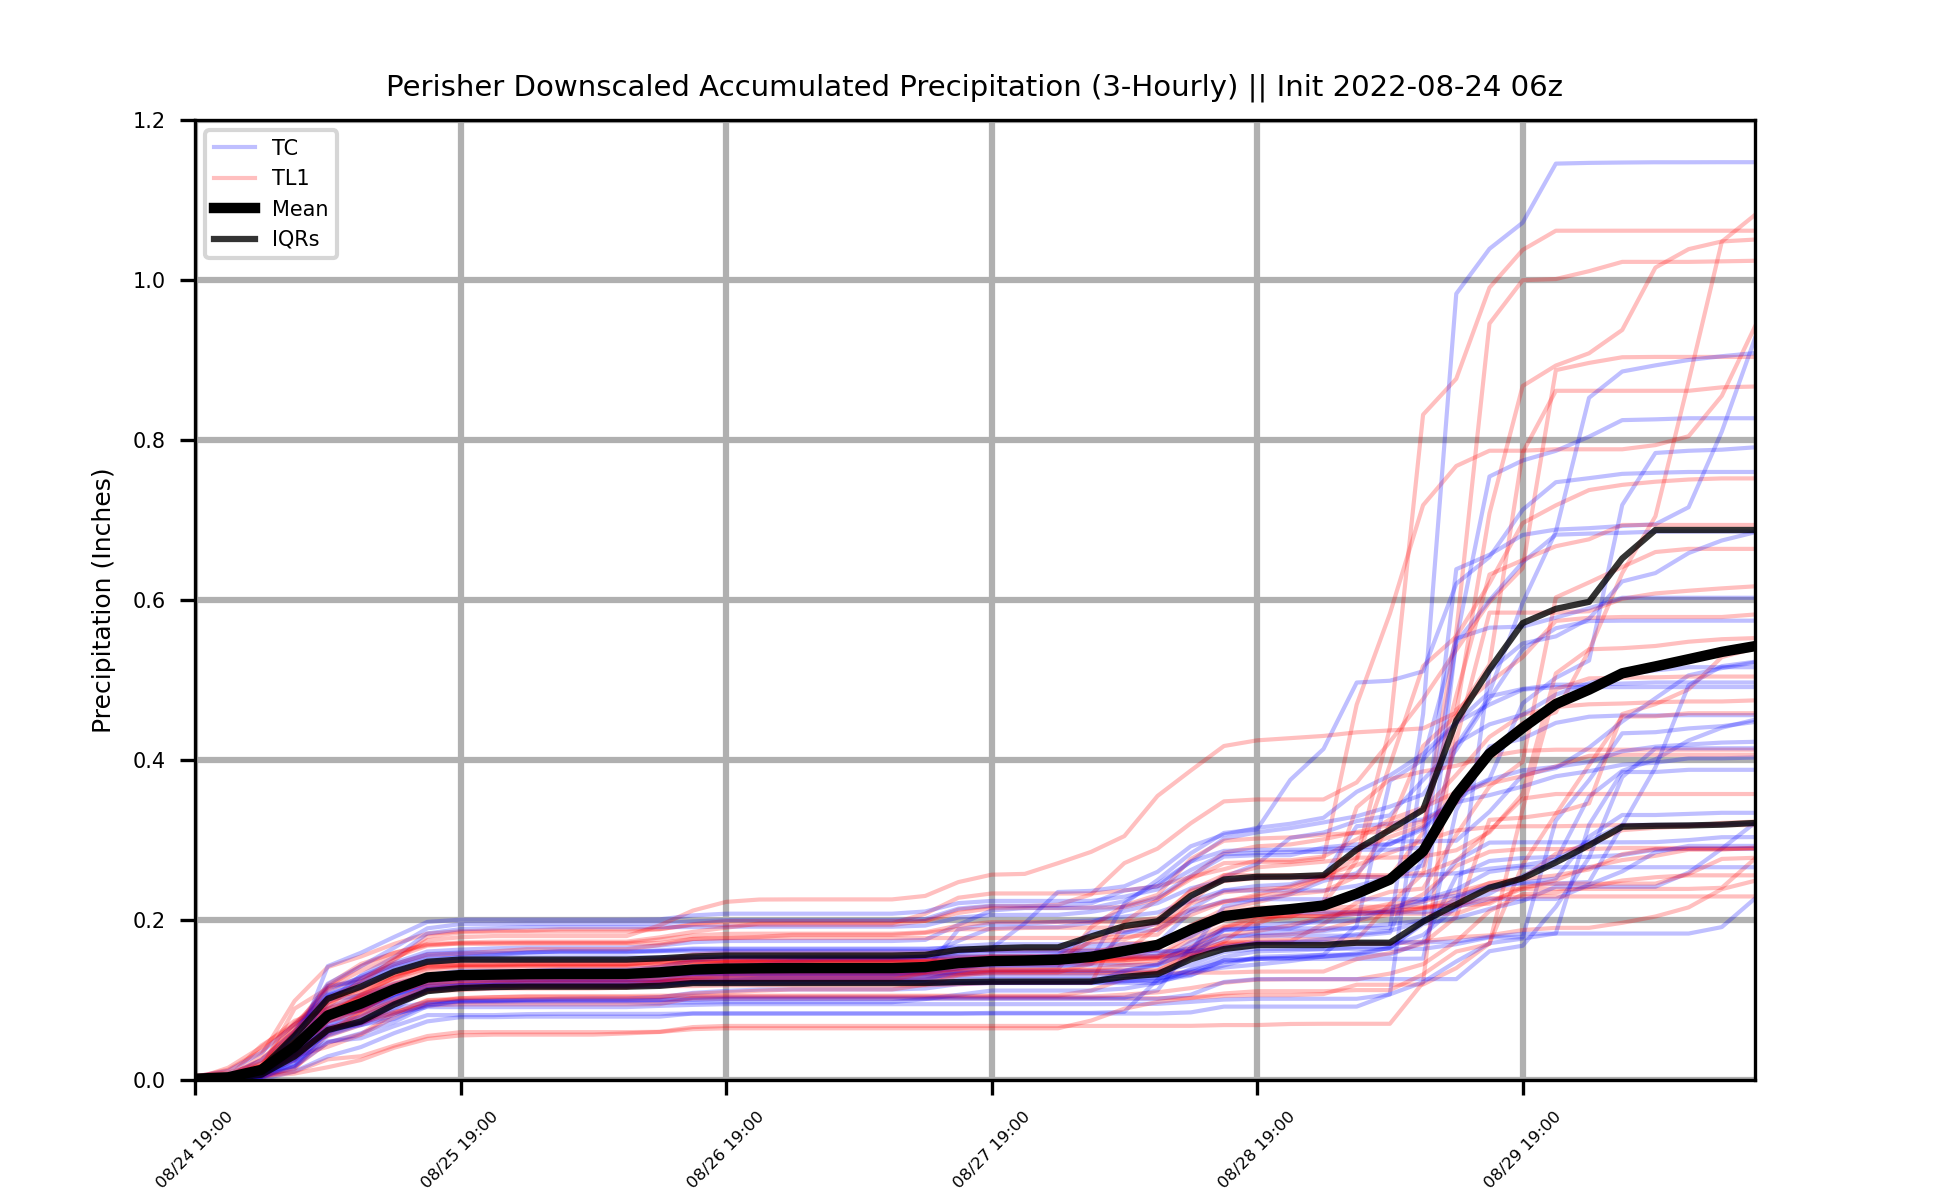 Perisher Downscaled Accumulated Precipitation (3-Hourly) || Init 2022-08-24 06z
Precipitation (Inches)
1.2
1.0
0.8
0.6
0.4
0.2
0.0
TC
TL1
Mean
IQRs
08/24 19:00
08/25 19:00
08/26 19:00
08/27 19:00
08/28 19:00
08/29 19:00